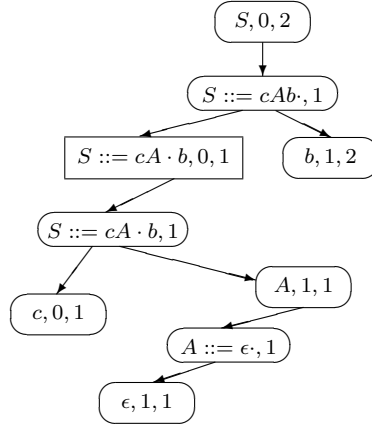 S, 0, 2
S ::= cAb·, 1
S ::= cA · b, 0, 1
b, 1, 2
S ::= cA · b, 1
c, 0, 1
A, 1, 1
A ::= ϵ·, 1
ϵ, 1, 1